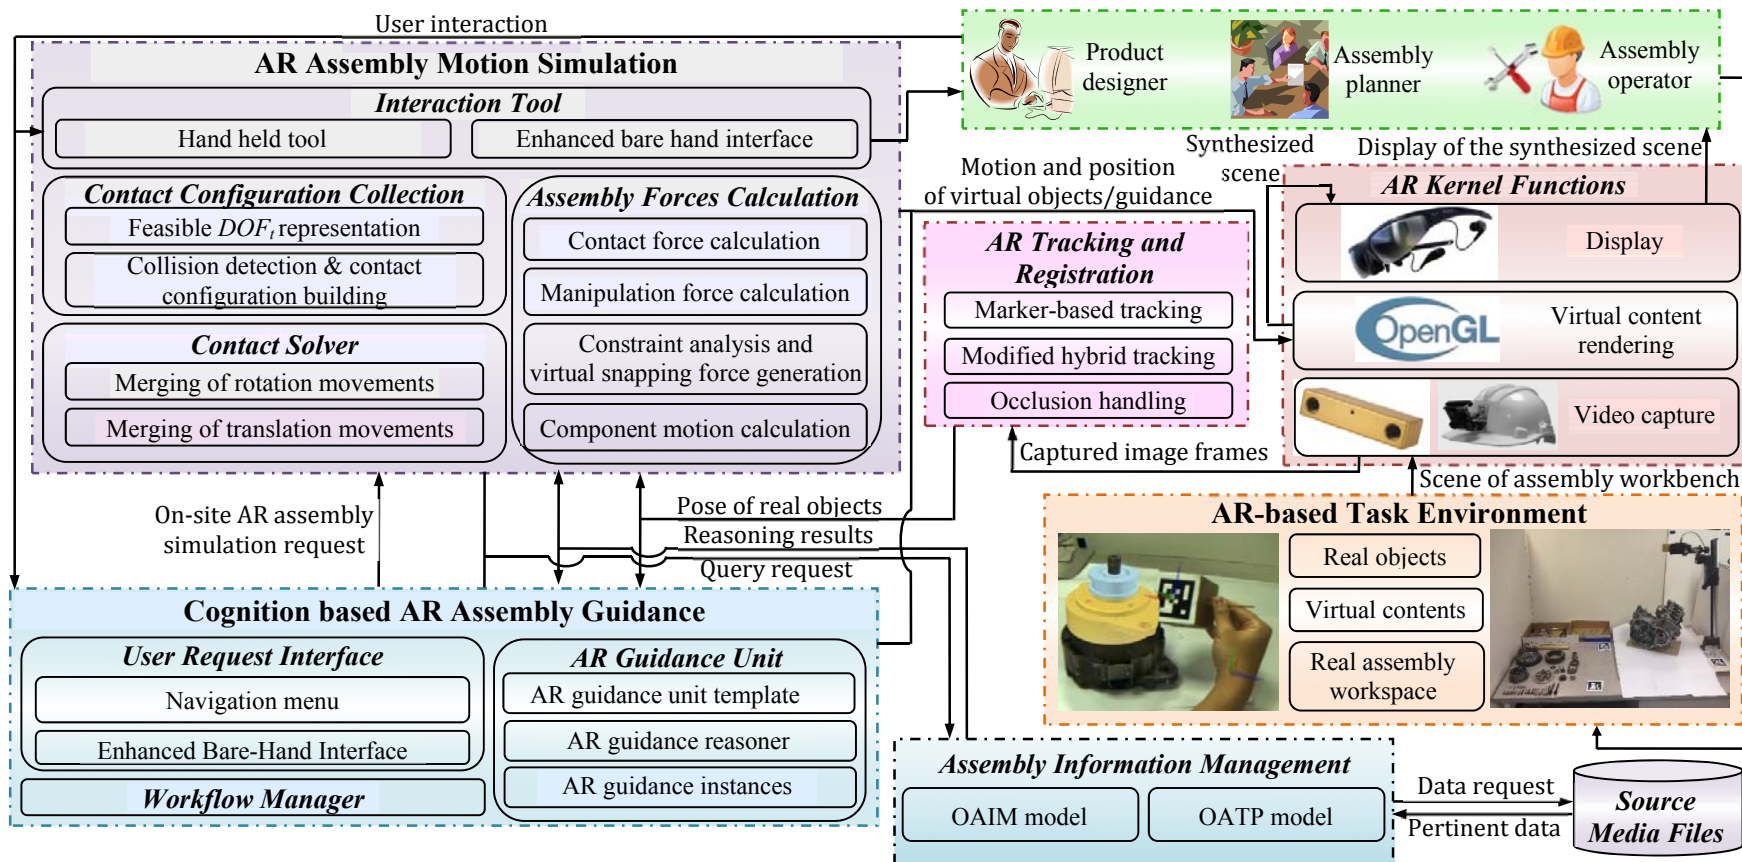 User interaction
AR Assembly Motion Simulation
Interaction Tool
Hand held tool
Enhanced bare hand interface
Contact Configuration Collection
Feasible DOFt representation
Collision detection & contact
configuration building
Contact Solver
Merging of rotation movements
Merging of translation movements
Assembly Forces Calculation
Contact force calculation
Manipulation force calculation
Constraint analysis and
virtual snapping force generation
Component motion calculation
Product
designer
Assembly
planner
Assembly
operator
Synthesized
scene
Display of the synthesized scene
Motion and position
of virtual objects/guidance
AR Tracking and
Registration
Marker-based tracking
Modified hybrid tracking
Occlusion handling
AR Kernel Functions
Display
OpenGL
Virtual content
rendering
Video capture
Captured image frames
Scene of assembly workbench
On-site AR assembly
simulation request
Pose of real objects
Reasoning results
Query request
AR-based Task Environment
Real objects
Virtual contents
Real assembly
workspace
Cognition based AR Assembly Guidance
User Request Interface
Navigation menu
Enhanced Bare-Hand Interface
Workflow Manager
AR Guidance Unit
AR guidance unit template
AR guidance reasoner
AR guidance instances
Assembly Information Management
OAIM model
OATP model
Data request
Pertinent data
Source
Media Files